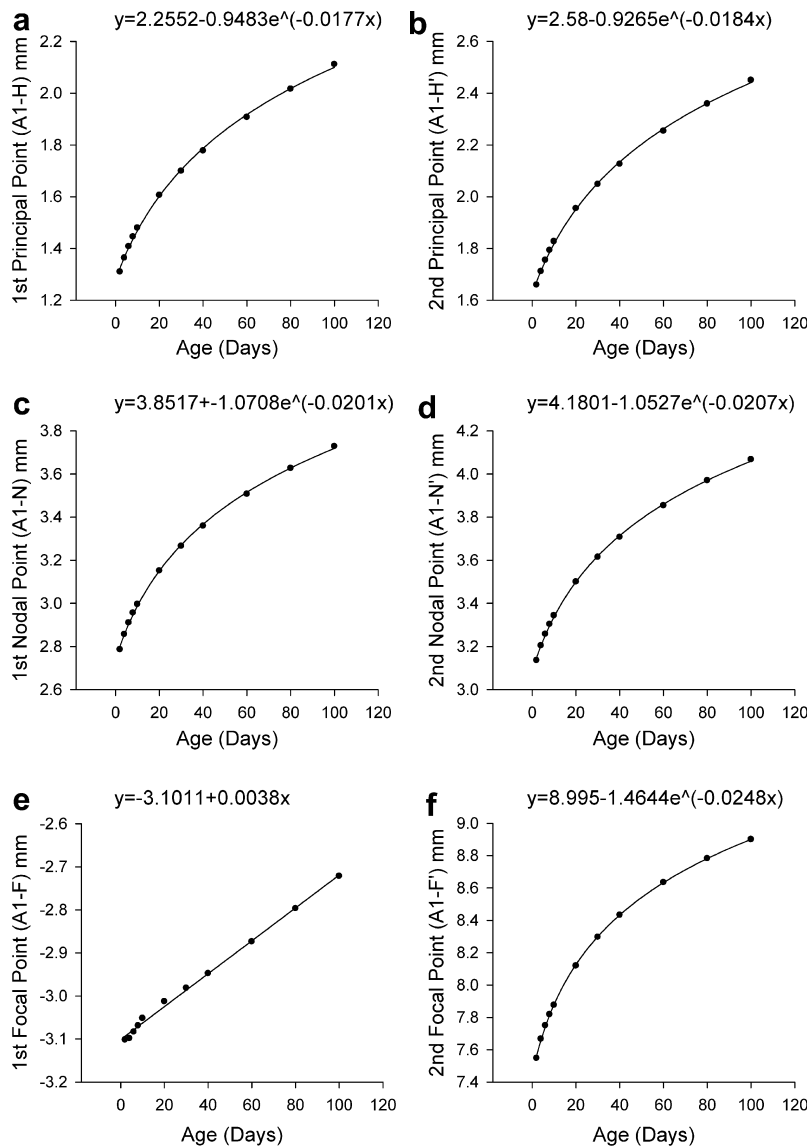 a
y=2.2552-0.9483e^(-0.0177x)
1st Principal Point (A1-H) mm
2.2
2.0
1.8
1.6
1.4
1.2
0 20 40 60 80 100 120
Age (Days)
b
y=2.58-0.9265e^(-0.0184x)
2nd Principal Point (A1-H') mm
2.6
2.4
2.2
2.0
1.8
1.6
0 20 40 60 80 100 120
Age (Days)
c
y=3.8517+-1.0708e^(-0.0201x)
1st Nodal Point (A1-N) mm
3.8
3.6
3.4
3.2
3.0
2.8
2.6
0 20 40 60 80 100 120
Age (Days)
d
y=4.1801-1.0527e^(-0.0207x)
2nd Nodal Point (A1-N') mm
4.2
4.0
3.8
3.6
3.4
3.2
3.0
0 20 40 60 80 100 120
Age (Days)
e
y=-3.1011+0.0038x
1st Focal Point (A1-F) mm
-2.6
-2.7
-2.8
-2.9
-3.0
-3.1
-3.2
0 20 40 60 80 100 120
Age (Days)
f
y=8.995-1.4644e^(-0.0248x)
2nd Focal Point (A1-F') mm
9.0
8.8
8.6
8.4
8.2
8.0
7.8
7.6
7.4
0 20 40 60 80 100 120
Age (Days)